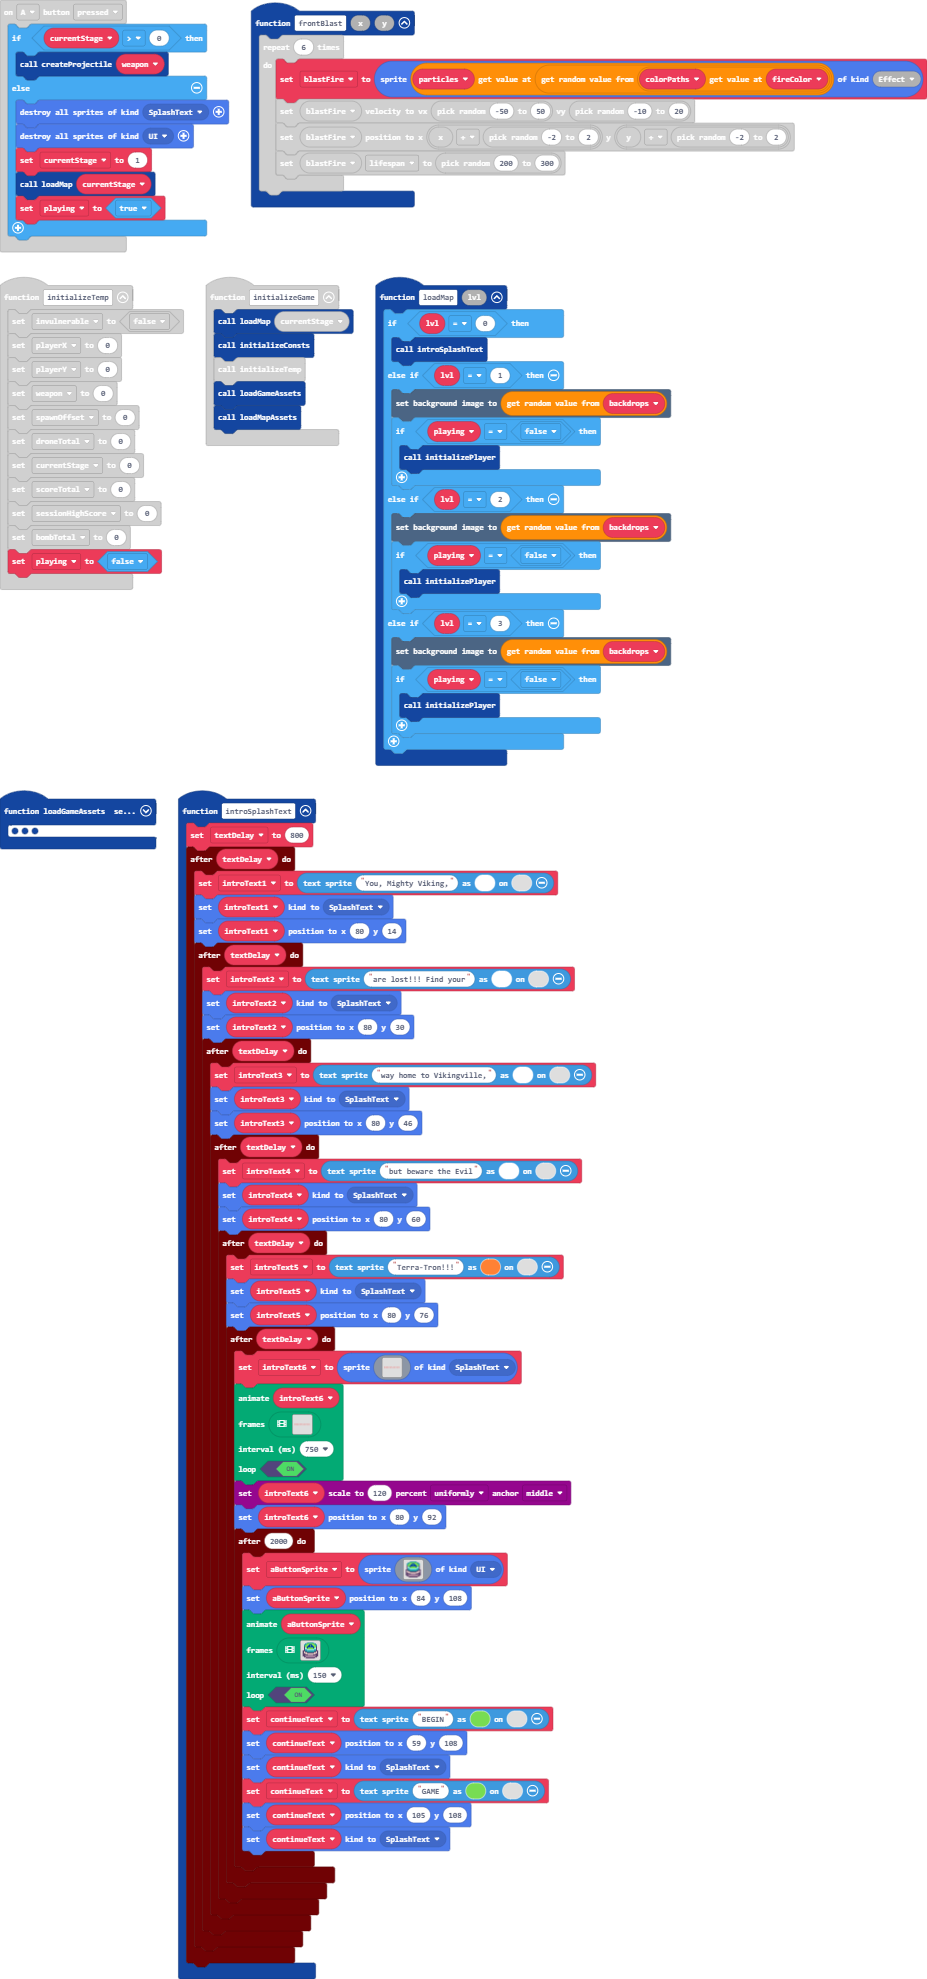 on A button pressed
if currentStage > 0 then
call createProjectile weapon
else
destroy all sprites of kind SplashText
destroy all sprites of kind UI
set currentStage to 1
call loadMap currentStage
set playing to true
function frontBlast x y
repeat 6 times
do
set blastFire to sprite particles get value at get random value from colorPaths get value at fireColor of kind Effect
set blastFire velocity to vx pick random -50 to 50 vy pick random -10 to 20
set blastFire position to x x + pick random -2 to 2 y y + pick random -2 to 2
set blastFire lifespan to pick random 200 to 300
function initializeTemp
set invulnerable to false
set playerX to 0
set playerY to 0
set weapon to 0
set spawnOffset to 0
set droneTotal to 0
set currentStage to 0
set scoreTotal to 0
set sessionHighScore to 0
set bombTotal to 0
set playing to false
function initializeGame
call loadMap currentStage
call initializeConsts
call initializeTemp
call loadGameAssets
call loadMapAssets
function loadMap lvl
if lvl = 0 then
call introSplashText
else if lvl = 1 then
set background image to get random value from backdrops
if playing = false then
call initializePlayer
else if lvl = 2 then
set background image to get random value from backdrops
if playing = false then
call initializePlayer
else if lvl = 3 then
set background image to get random value from backdrops
if playing = false then
call initializePlayer
function loadGameAssets se...
function introSplashText
set textDelay to 800
after textDelay do
set introText1 to text sprite "You, Mighty Viking," as on
set introText1 kind to SplashText
set introText1 position to x 80 y 14
after textDelay do
set introText2 to text sprite "are lost!!! Find your" as on
set introText2 kind to SplashText
set introText2 position to x 80 y 30
after textDelay do
set introText3 to text sprite "way home to Vikingville," as on
set introText3 kind to SplashText
set introText3 position to x 80 y 46
after textDelay do
set introText4 to text sprite "but beware the Evil" as on
set introText4 kind to SplashText
set introText4 position to x 80 y 60
after textDelay do
set introText5 to text sprite "Terra-Tron!!!" as on
set introText5 kind to SplashText
set introText5 position to x 80 y 76
after textDelay do
set introText6 to sprite of kind SplashText
animate introText6
frames
interval (ms) 750
loop ON
set introText6 scale to 120 percent uniformly anchor middle
set introText6 position to x 80 y 92
after 2000 do
set aButtonSprite to sprite of kind UI
set aButtonSprite position to x 84 y 108
animate aButtonSprite
frames
interval (ms) 150
loop ON
set continueText to text sprite "BEGIN" as on
set continueText position to x 59 y 108
set continueText kind to SplashText
set continueText to text sprite "GAME" as on
set continueText position to x 105 y 108
set continueText kind to SplashText